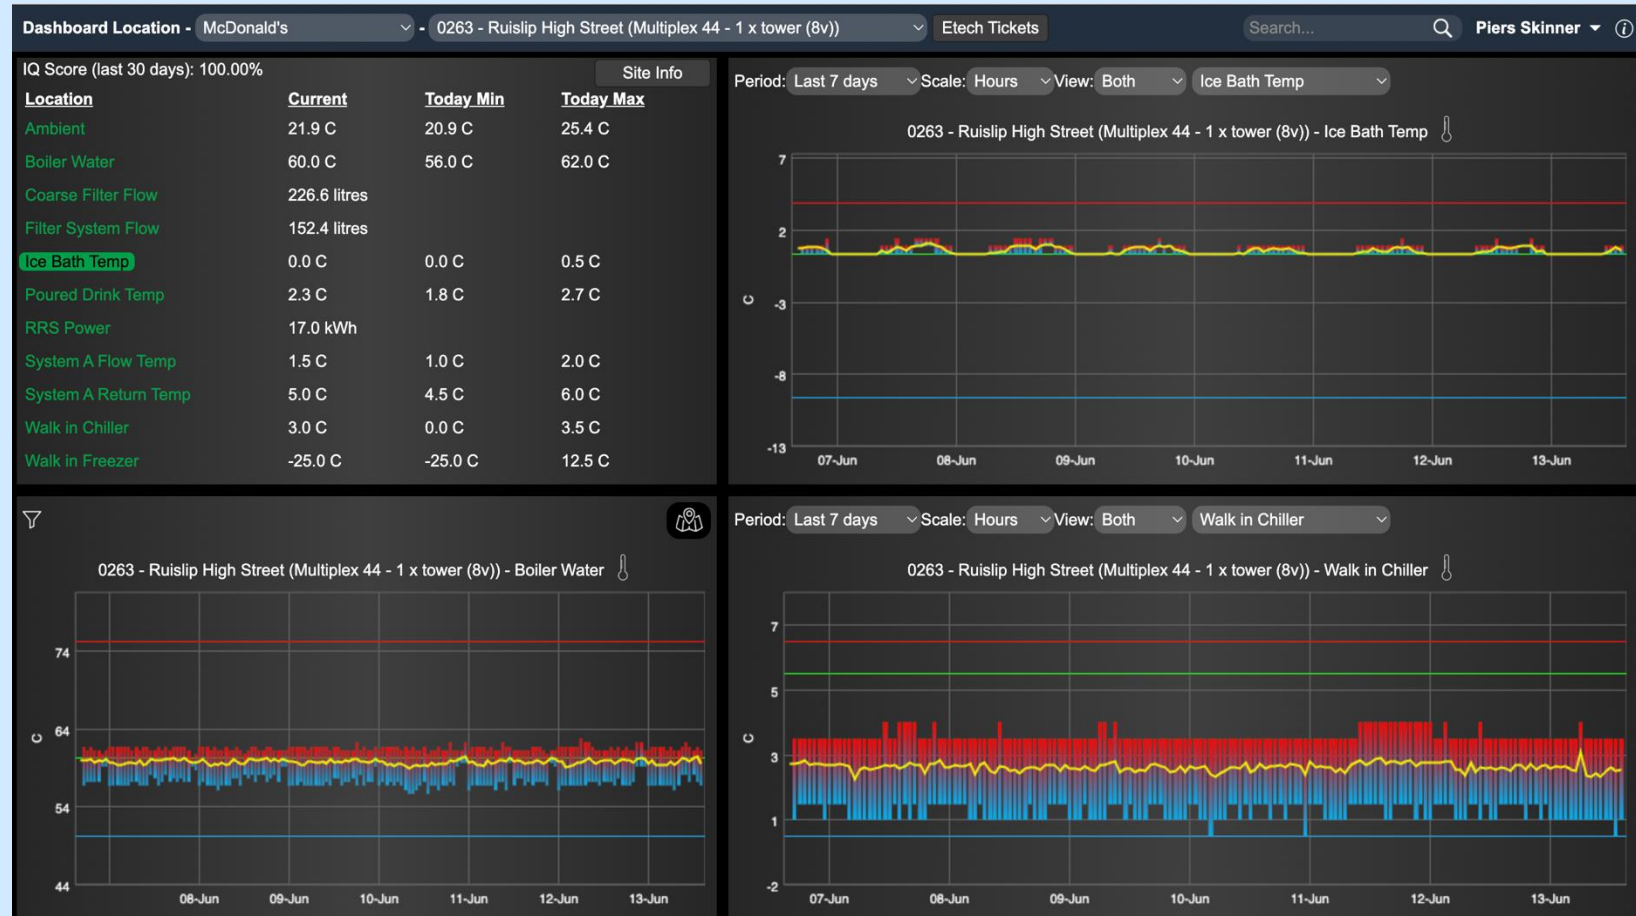 Dashboard Location - McDonald's - 0263 - Ruislip High Street (Multiplex 44 - 1 x tower (8v)) Etech Tickets Search... Piers Skinner
IQ Score (last 30 days): 100.00% Site Info
Location Current Today Min Today Max
Ambient 21.9 C 20.9 C 25.4 C
Boiler Water 60.0 C 56.0 C 62.0 C
Coarse Filter Flow 226.6 litres
Filter System Flow 152.4 litres
Ice Bath Temp 0.0 C 0.0 C 0.5 C
Poured Drink Temp 2.3 C 1.8 C 2.7 C
RRS Power 17.0 kWh
System A Flow Temp 1.5 C 1.0 C 2.0 C
System A Return Temp 5.0 C 4.5 C 6.0 C
Walk in Chiller 3.0 C 0.0 C 3.5 C
Walk in Freezer -25.0 C -25.0 C 12.5 C
Period: Last 7 days Scale: Hours View: Both Ice Bath Temp
0263 - Ruislip High Street (Multiplex 44 - 1 x tower (8v)) - Ice Bath Temp
7
2
C
-3
-8
-13
07-Jun 08-Jun 09-Jun 10-Jun 11-Jun 12-Jun 13-Jun
0263 - Ruislip High Street (Multiplex 44 - 1 x tower (8v)) - Boiler Water
74
64
C
54
44
08-Jun 09-Jun 10-Jun 11-Jun 12-Jun 13-Jun
Period: Last 7 days Scale: Hours View: Both Walk in Chiller
0263 - Ruislip High Street (Multiplex 44 - 1 x tower (8v)) - Walk in Chiller
7
5
C
3
1
-2
07-Jun 08-Jun 09-Jun 10-Jun 11-Jun 12-Jun 13-Jun